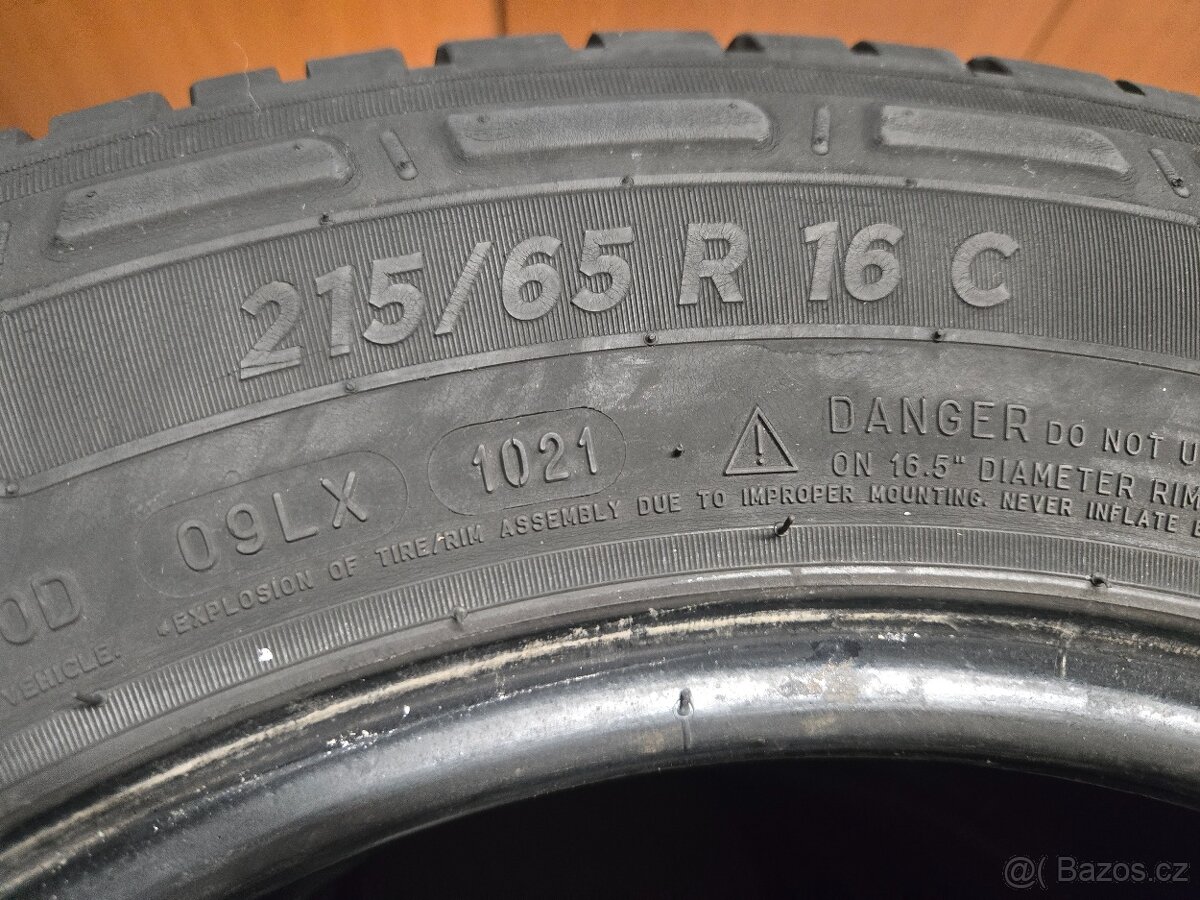 215/65 R 16 C
09LX 1021
DANGER DO NOT
ON 16.5" DIAMETER RIM
•EXPLOSION OF TIRE/RIM ASSEMBLY DUE TO IMPROPER MOUNTING. NEVER INFLATE
VEHICLE.
@( Bazos.cz